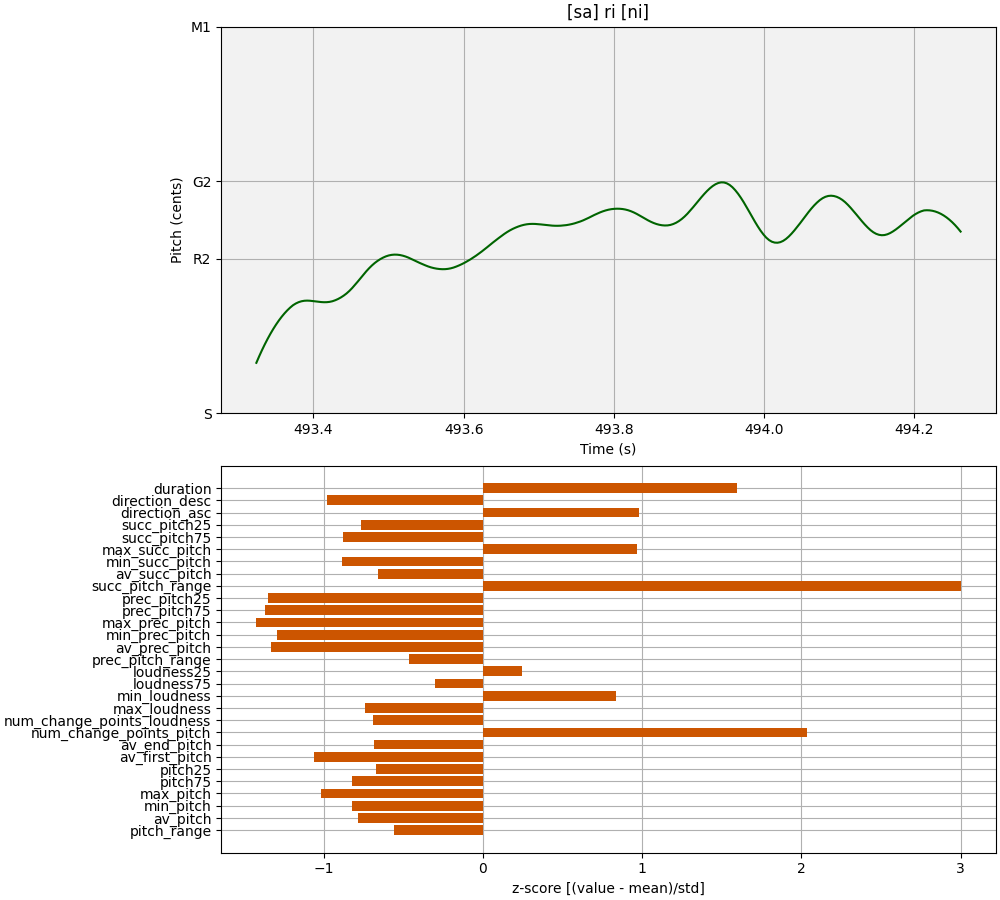 [sa] ri [ni]
M1
G2
R2
S
Pitch (cents)
493.4 493.6 493.8 494.0 494.2
Time (s)
duration
direction_desc
direction_asc
succ_pitch25
succ_pitch75
max_succ_pitch
min_succ_pitch
av_succ_pitch
succ_pitch_range
prec_pitch25
prec_pitch75
max_prec_pitch
min_prec_pitch
av_prec_pitch
prec_pitch_range
loudness25
loudness75
min_loudness
max_loudness
num_change_points_loudness
num_change_points_pitch
av_end_pitch
av_first_pitch
pitch25
pitch75
max_pitch
min_pitch
av_pitch
pitch_range
−1 0 1 2 3
z-score [(value - mean)/std]